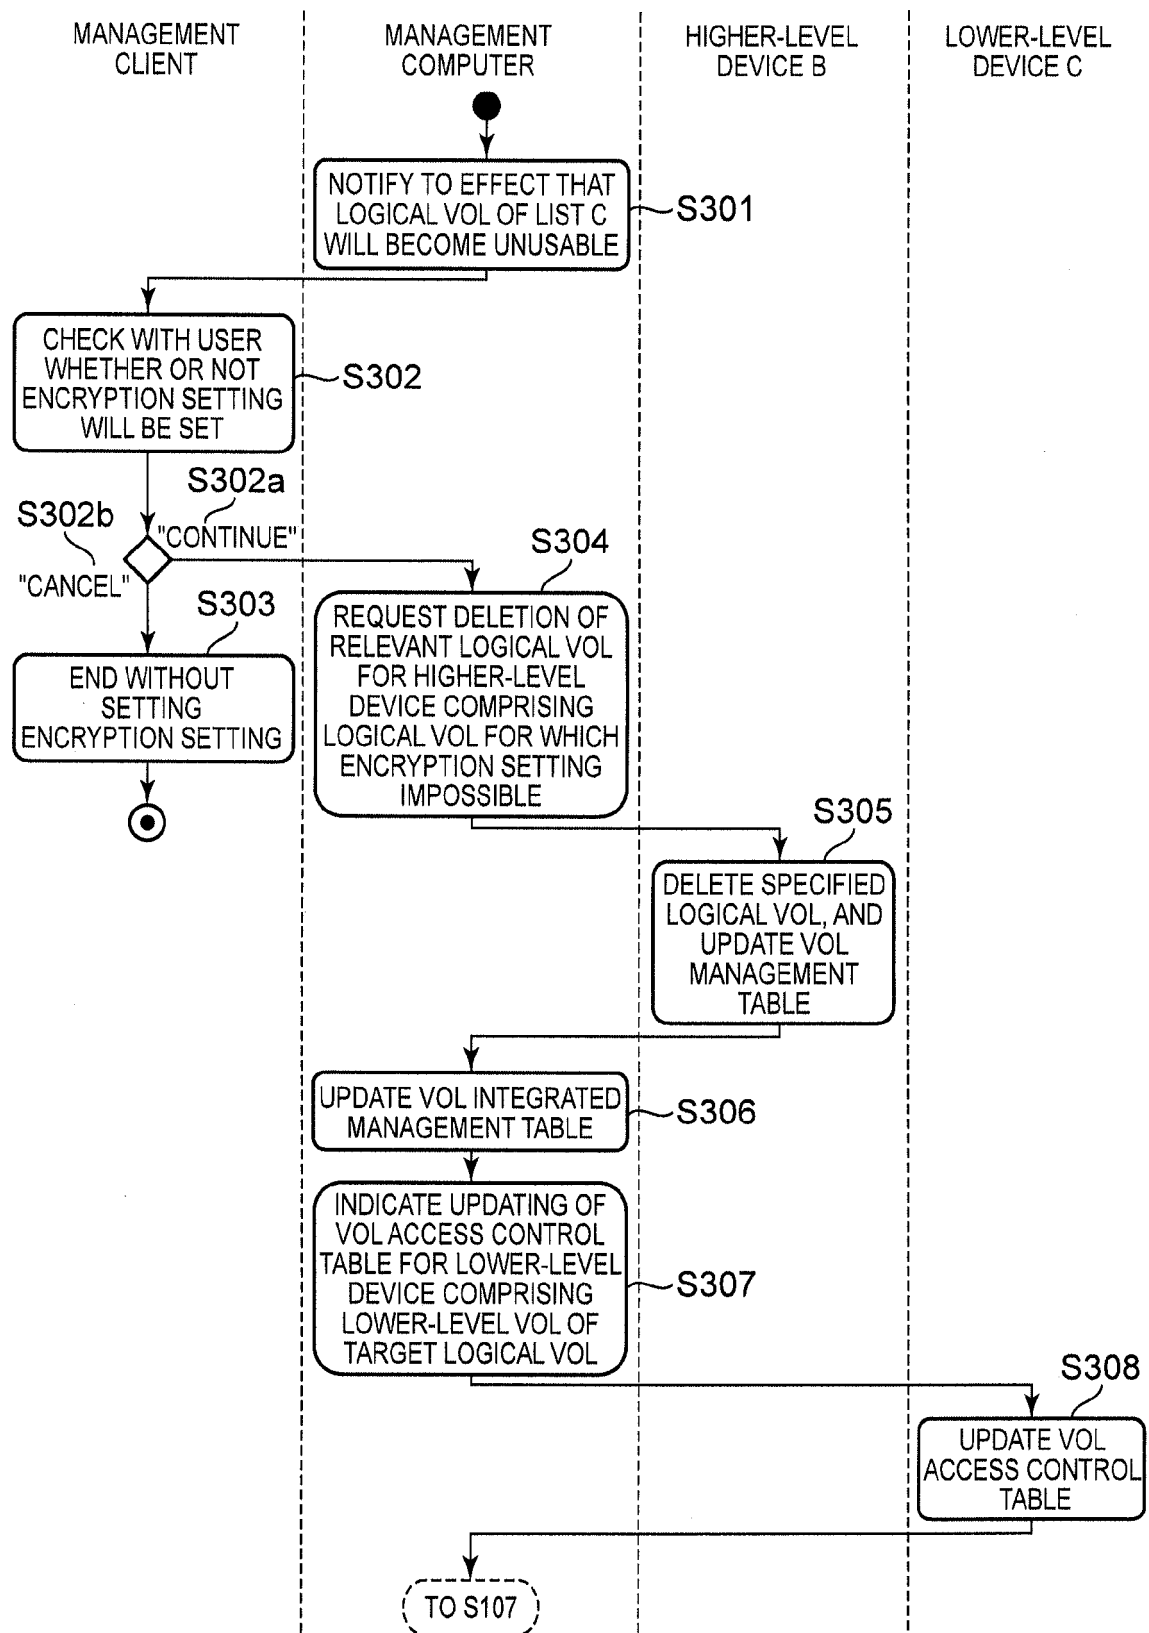 MANAGEMENT
CLIENT
MANAGEMENT
COMPUTER
HIGHER-LEVEL
DEVICE B
LOWER-LEVEL
DEVICE C
NOTIFY TO EFFECT THAT
LOGICAL VOL OF LIST C
WILL BECOME UNUSABLE
S301
CHECK WITH USER
WHETHER OR NOT
ENCRYPTION SETTING
WILL BE SET
S302
S302a
"CONTINUE"
S302b
"CANCEL"
S303
END WITHOUT
SETTING
ENCRYPTION SETTING
S304
REQUEST DELETION OF
RELEVANT LOGICAL VOL
FOR HIGHER-LEVEL
DEVICE COMPRISING
LOGICAL VOL FOR WHICH
ENCRYPTION SETTING
IMPOSSIBLE
S305
DELETE SPECIFIED
LOGICAL VOL, AND
UPDATE VOL
MANAGEMENT
TABLE
UPDATE VOL INTEGRATED
MANAGEMENT TABLE
S306
INDICATE UPDATING OF
VOL ACCESS CONTROL
TABLE FOR LOWER-LEVEL
DEVICE COMPRISING
LOWER-LEVEL VOL OF
TARGET LOGICAL VOL
S307
S308
UPDATE VOL
ACCESS CONTROL
TABLE
TO S107